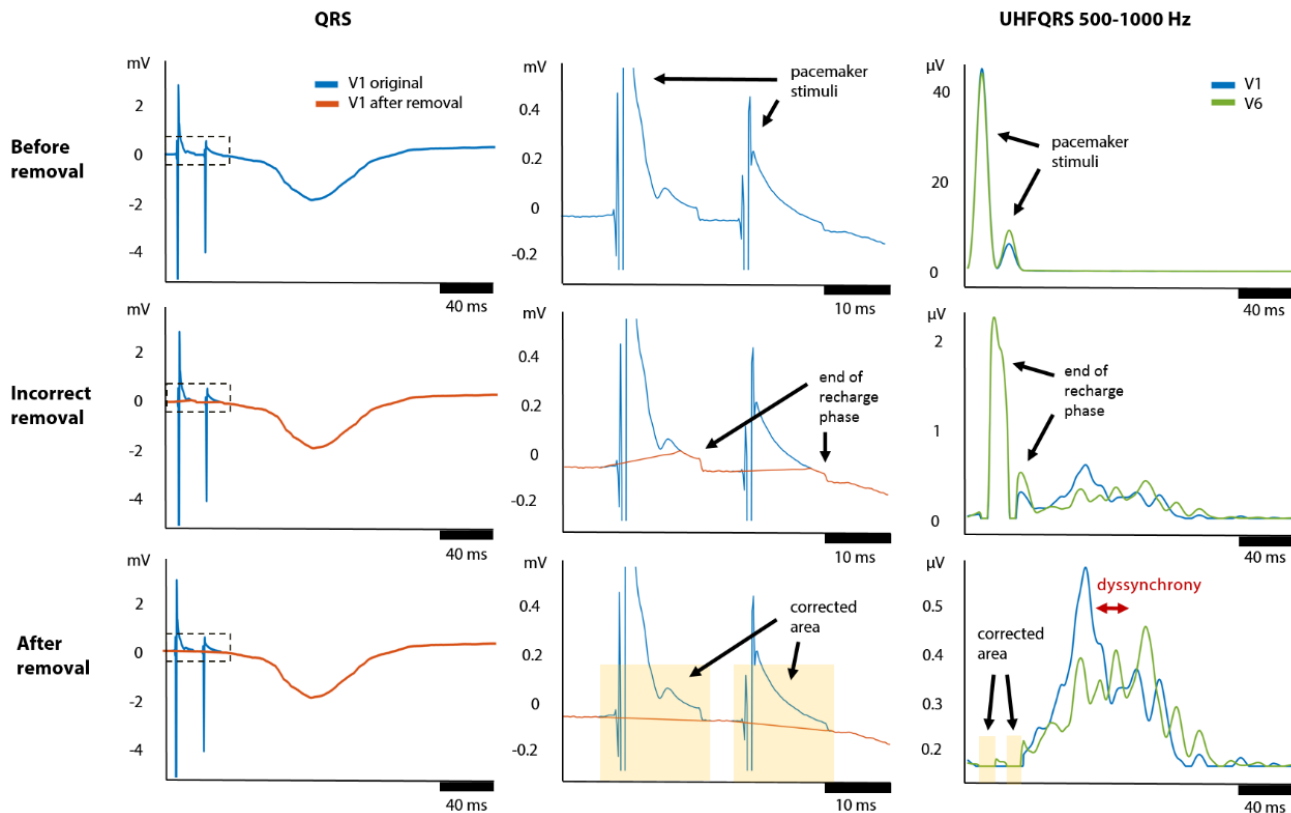 QRS
UHFQRS 500-1000 Hz
Before
removal
mV
2
0
-2
-4
V1 original
V1 after removal
40 ms
mV
0.4
0.2
0
-0.2
pacemaker
stimuli
10 ms
µV
40
20
0
V1
V6
pacemaker
stimuli
40 ms
Incorrect
removal
mV
2
0
-2
-4
40 ms
mV
0.4
0.2
0
-0.2
end of
recharge
phase
10 ms
µV
2
1
0
end of
recharge
phase
40 ms
After
removal
mV
2
0
-2
-4
40 ms
mV
0.4
0.2
0
-0.2
corrected
area
10 ms
µV
0.5
0.4
0.3
0.2
dyssynchrony
corrected
area
40 ms